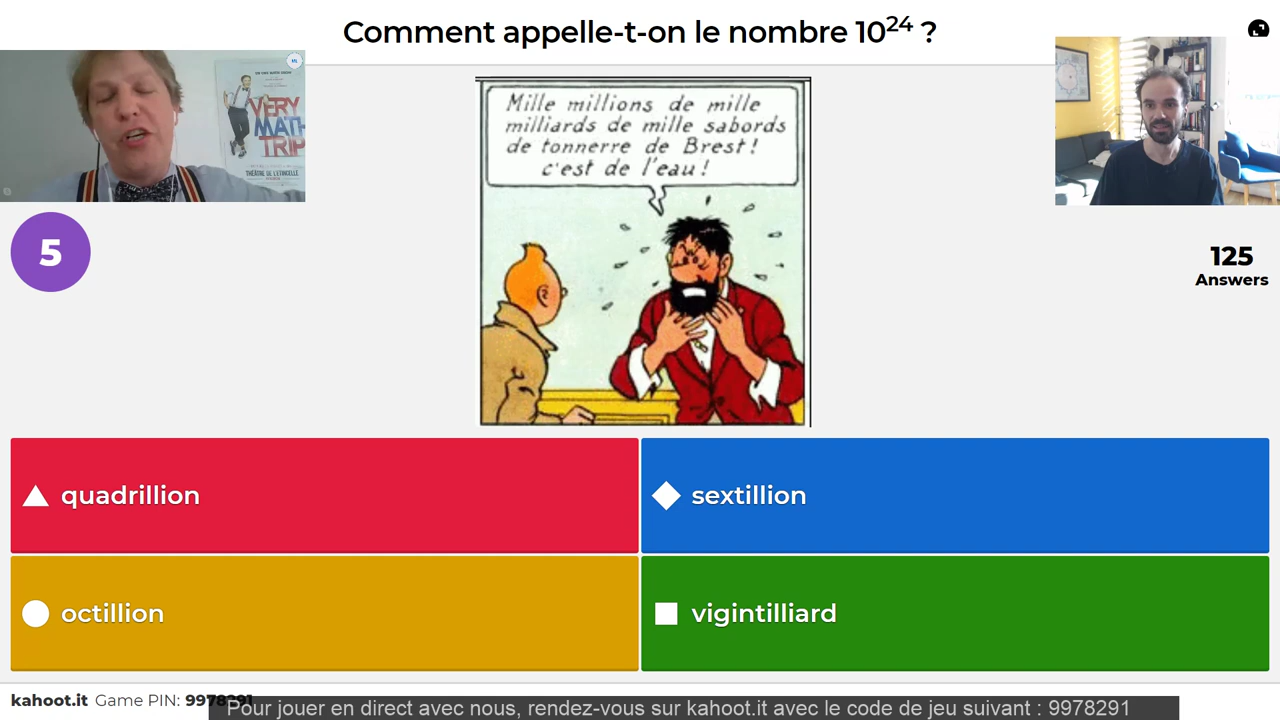 Comment appelle-t-on le nombre 10²⁴ ?
VERY
MATH
TRIP
THÉÂTRE DE L'ÉTINCELLE
Mille millions de mille
milliards de mille sabords
de tonnerre de Brest!
c'est de l'eau!
5
125
Answers
quadrillion
sextillion
octillion
vigintilliard
kahoot.it Game PIN: 9978291
Pour jouer en direct avec nous, rendez-vous sur kahoot.it avec le code de jeu suivant : 9978291